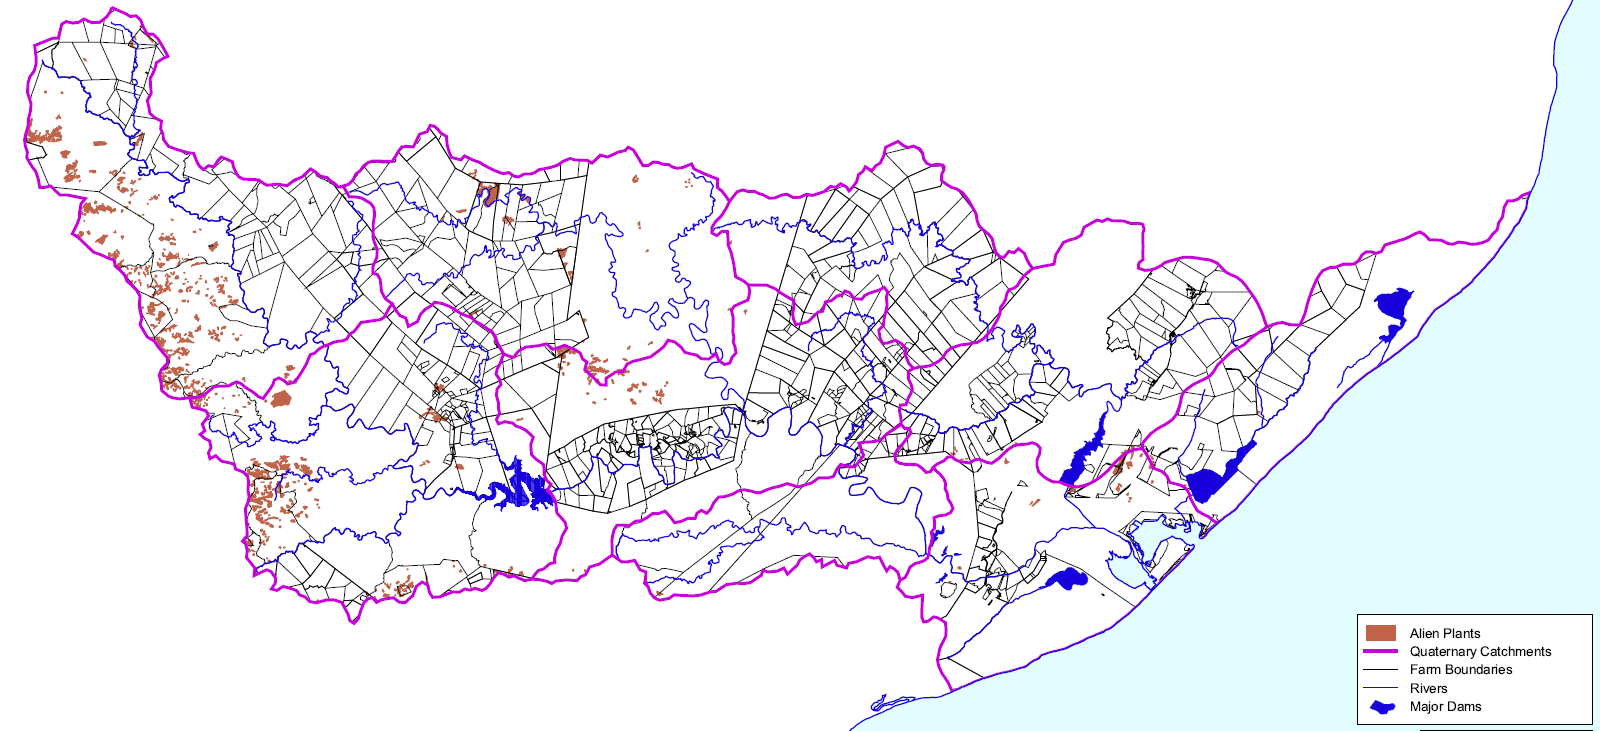 Alien Plants
Quaternary Catchments
Farm Boundaries
Rivers
Major Dams